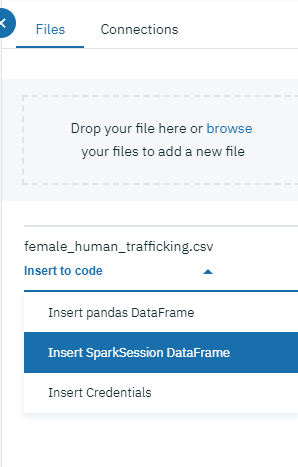 Files Connections
Drop your file here or browse
your files to add a new file
female_human_trafficking.csv
Insert to code
Insert pandas DataFrame
Insert SparkSession DataFrame
Insert Credentials